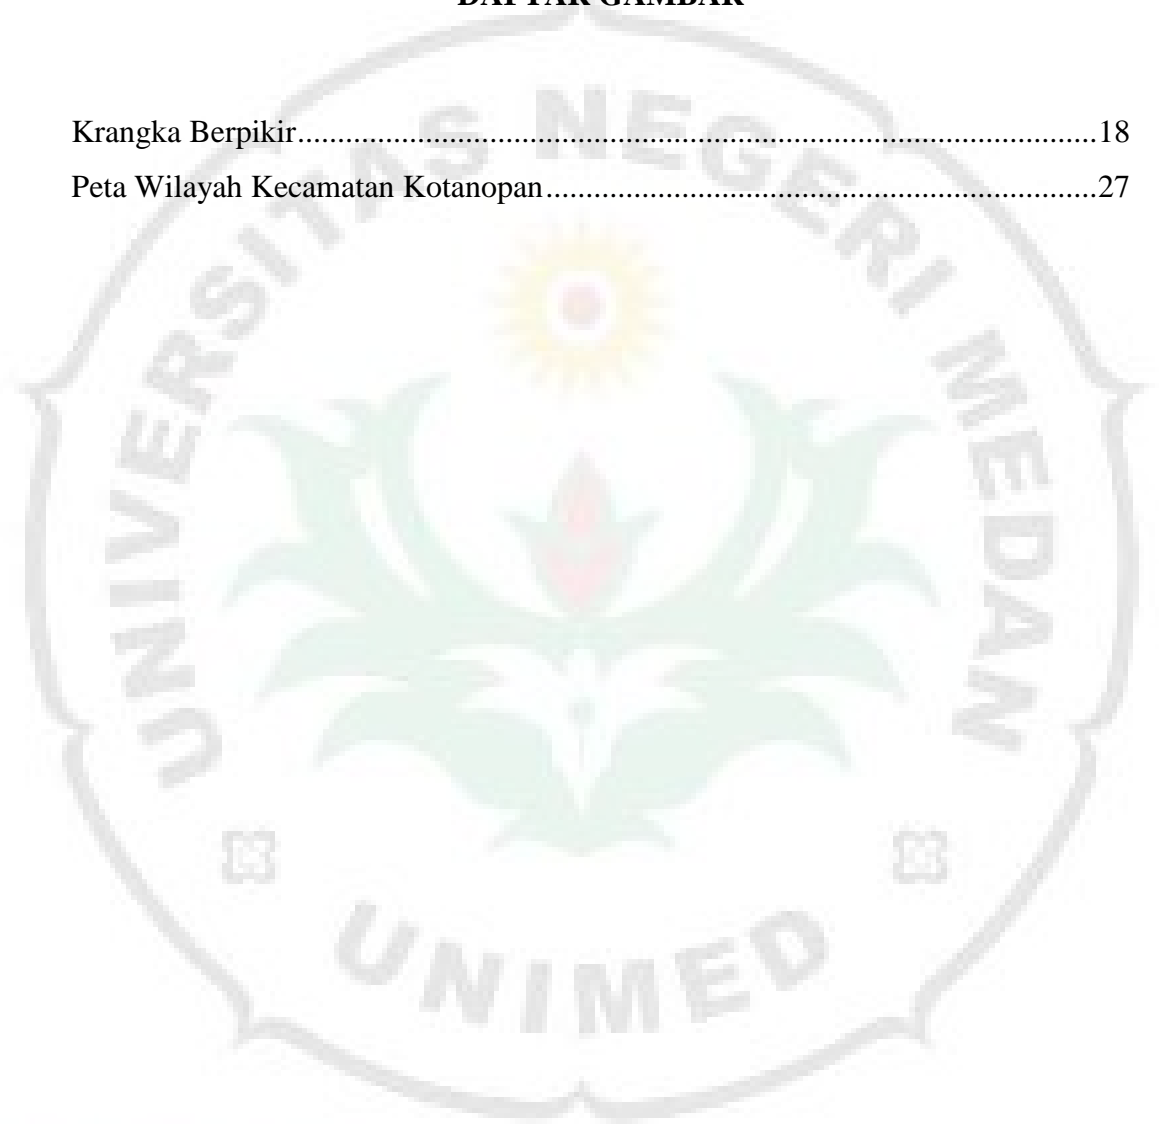 DAFTAR GAMBAR
Krangka Berpikir....................................................................................................18
Peta Wilayah Kecamatan Kotanopan.....................................................................27
UNIVERSITAS NEGERI MEDAN
UNIMED